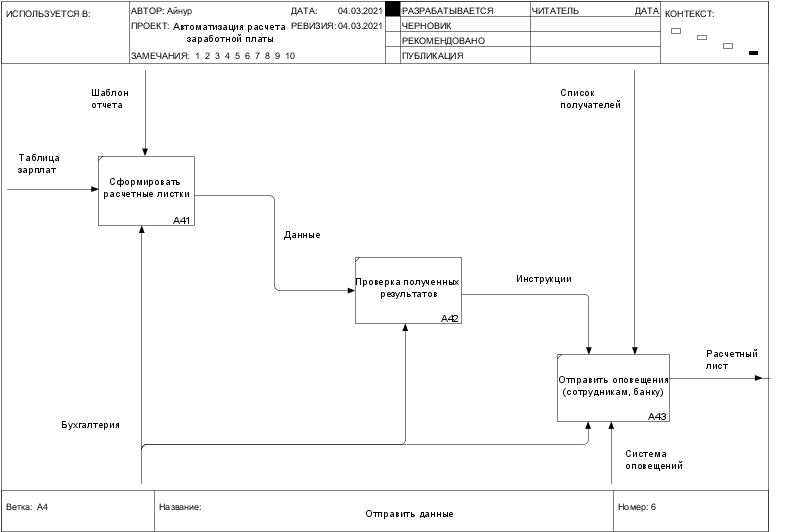 ИСПОЛЬЗУЕТСЯ В:
АВТОР: Айнур
ДАТА: 04.03.2021
ПРОЕКТ: Автоматизация расчета
заработной платы
РЕВИЗИЯ: 04.03.2021
ЗАМЕЧАНИЯ: 1 2 3 4 5 6 7 8 9 10
РАЗРАБАТЫВАЕТСЯ
ЧЕРНОВИК
РЕКОМЕНДОВАНО
ПУБЛИКАЦИЯ
ЧИТАТЕЛЬ
ДАТА
КОНТЕКСТ:
Шаблон
отчета
Список
получателей
Таблица
зарплат
Сформировать
расчетные листки
A41
Данные
Проверка полученных
результатов
A42
Инструкции
Отправить оповещения
(сотрудникам, банку)
A43
Расчетный
лист
Бухгалтерия
Система
оповещений
Ветка: A4
Название:
Отправить данные
Номер: 6